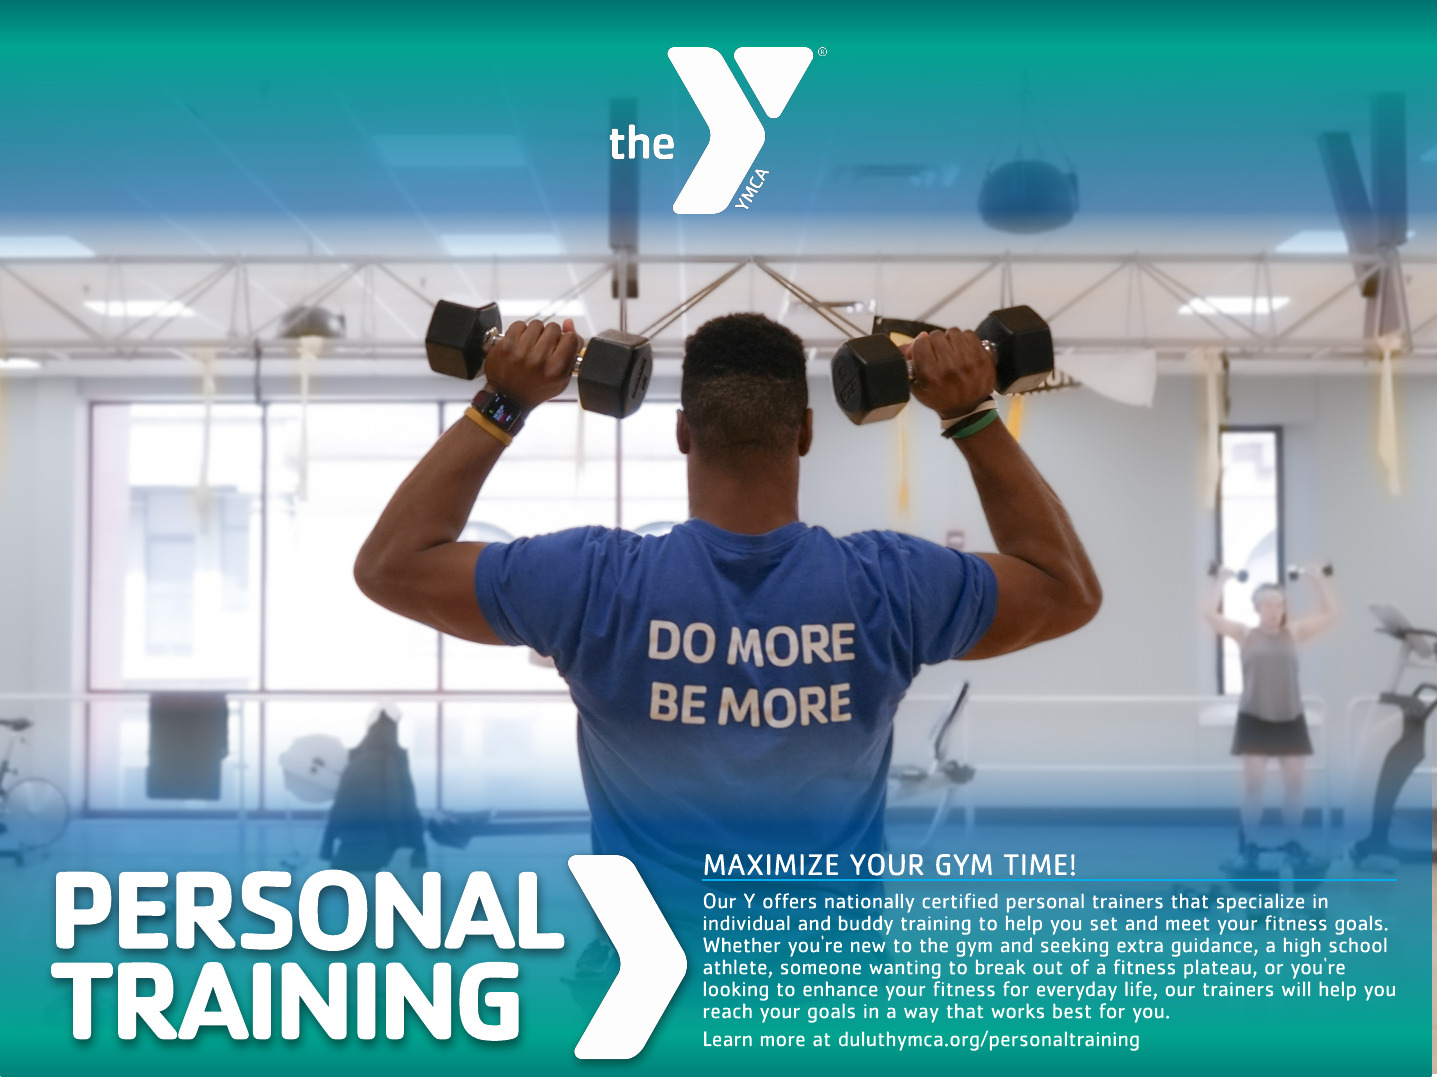 the
YMCA
®
DO MORE
BE MORE
PERSONAL
TRAINING
MAXIMIZE YOUR GYM TIME!
Our Y offers nationally certified personal trainers that specialize in
individual and buddy training to help you set and meet your fitness goals.
Whether you're new to the gym and seeking extra guidance, a high school
athlete, someone wanting to break out of a fitness plateau, or you're
looking to enhance your fitness for everyday life, our trainers will help you
reach your goals in a way that works best for you.
Learn more at duluthymca.org/personaltraining